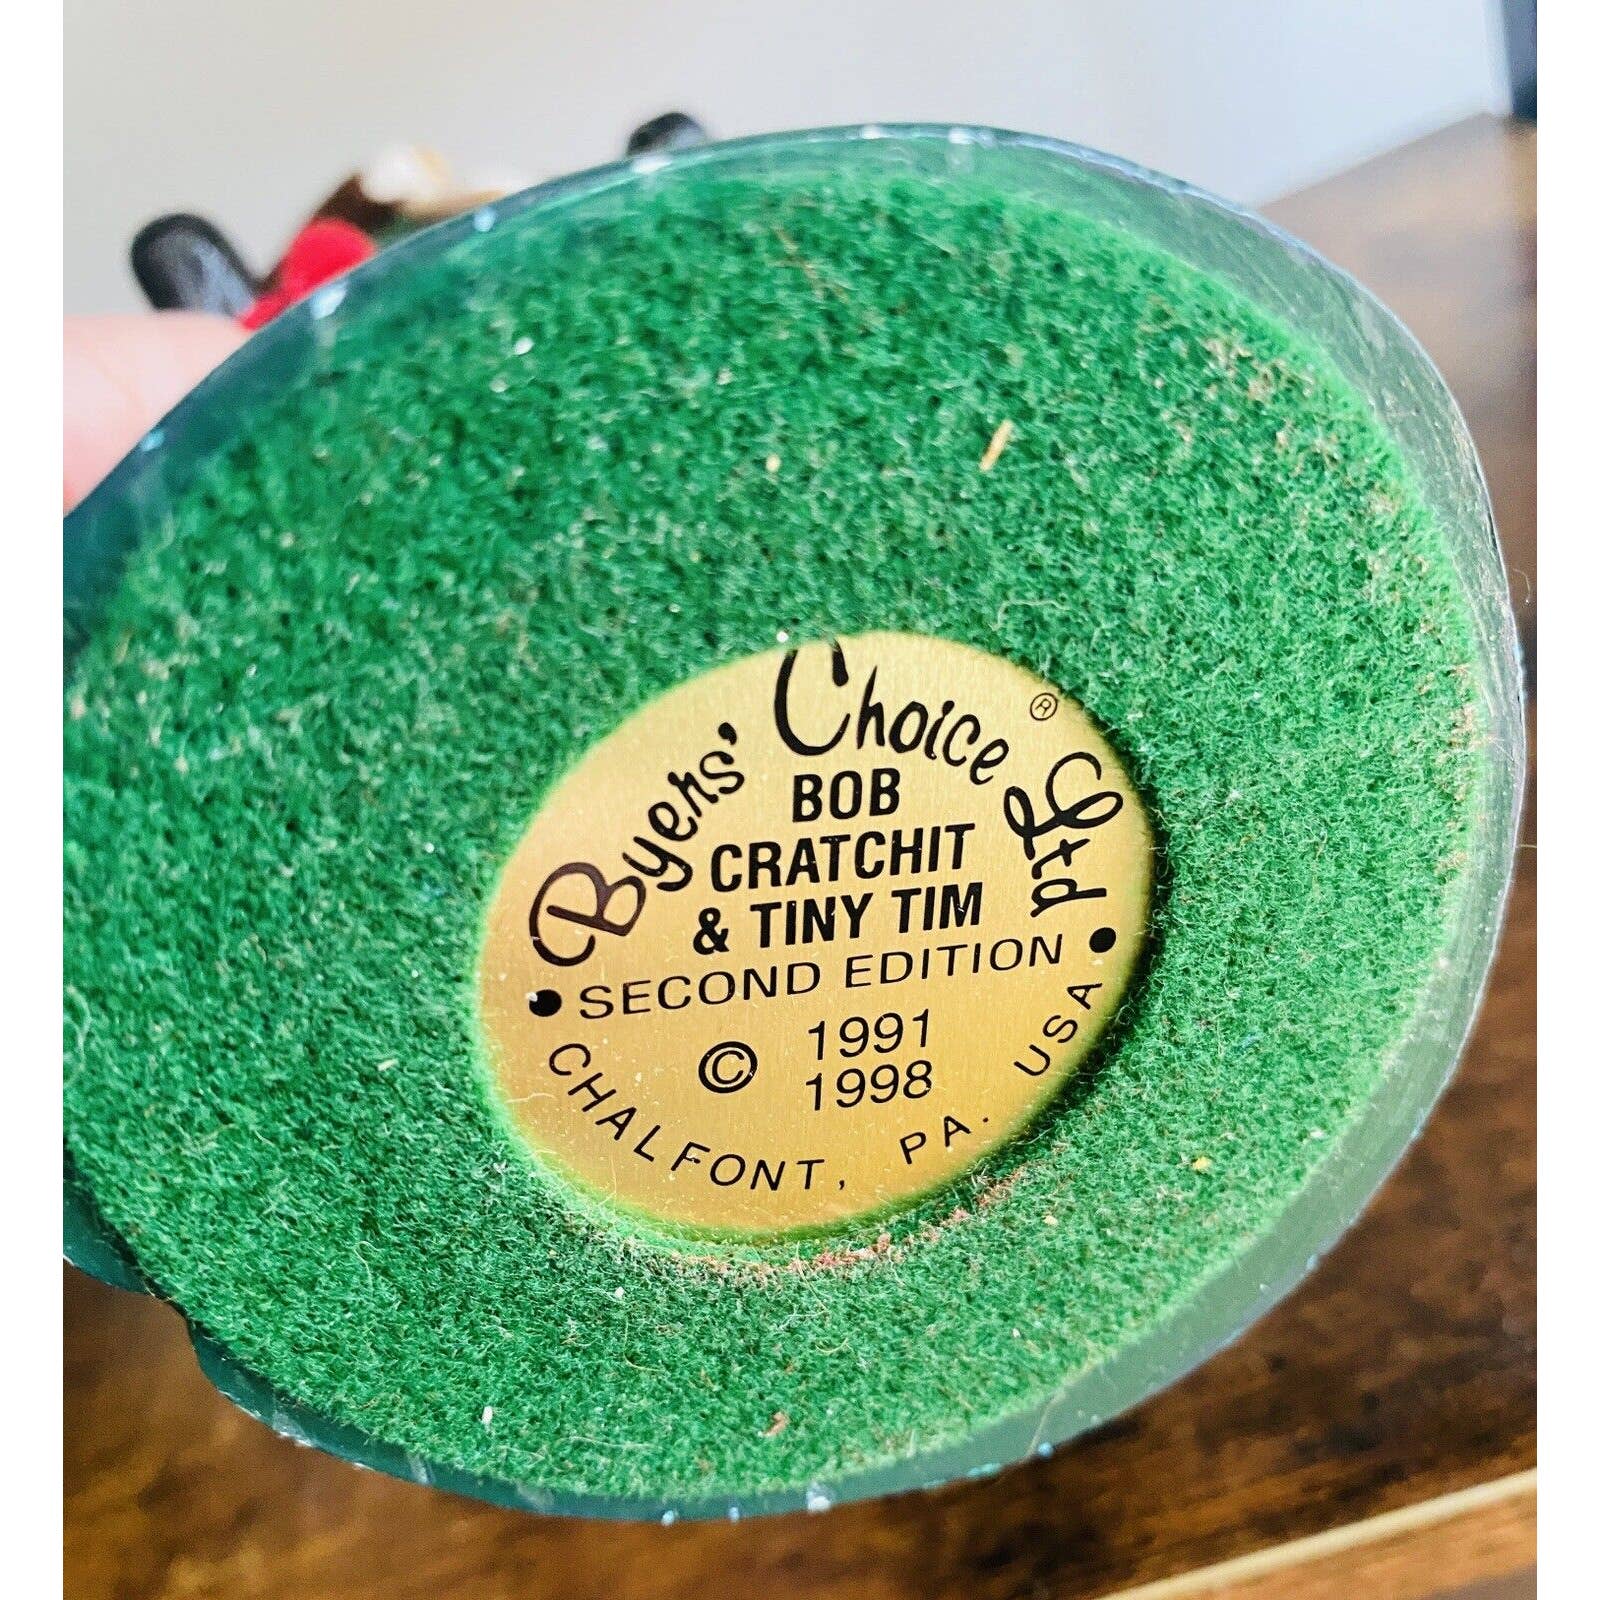 Byers' Choice ® Ltd
BOB
CRATCHIT
& TINY TIM
• SECOND EDITION •
© 1991
1998
CHALFONT, PA. USA